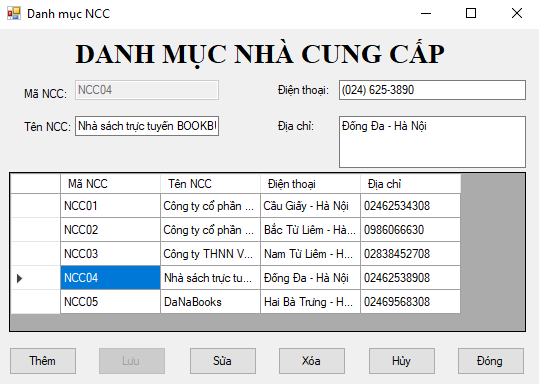 Danh mục NCC
DANH MỤC NHÀ CUNG CẤP
Mã NCC: NCC04 Điện thoại: (024) 625-3890
Tên NCC: Nhà sách trực tuyến BOOKBU Địa chỉ: Đống Đa - Hà Nội
Mã NCC Tên NCC Điện thoại Địa chỉ
NCC01 Công ty cổ phần ... Cầu Giấy - Hà Nội 02462534308
NCC02 Công ty cổ phần ... Bắc Từ Liêm - Hà... 0986066630
NCC03 Công ty THNN V... Nam Từ Liêm - H... 02838452708
NCC04 Nhà sách trực tu... Đống Đa - Hà Nội 02462538908
NCC05 DaNaBooks Hai Bà Trưng - H... 02469568308
Thêm Lưu Sửa Xóa Hủy Đóng